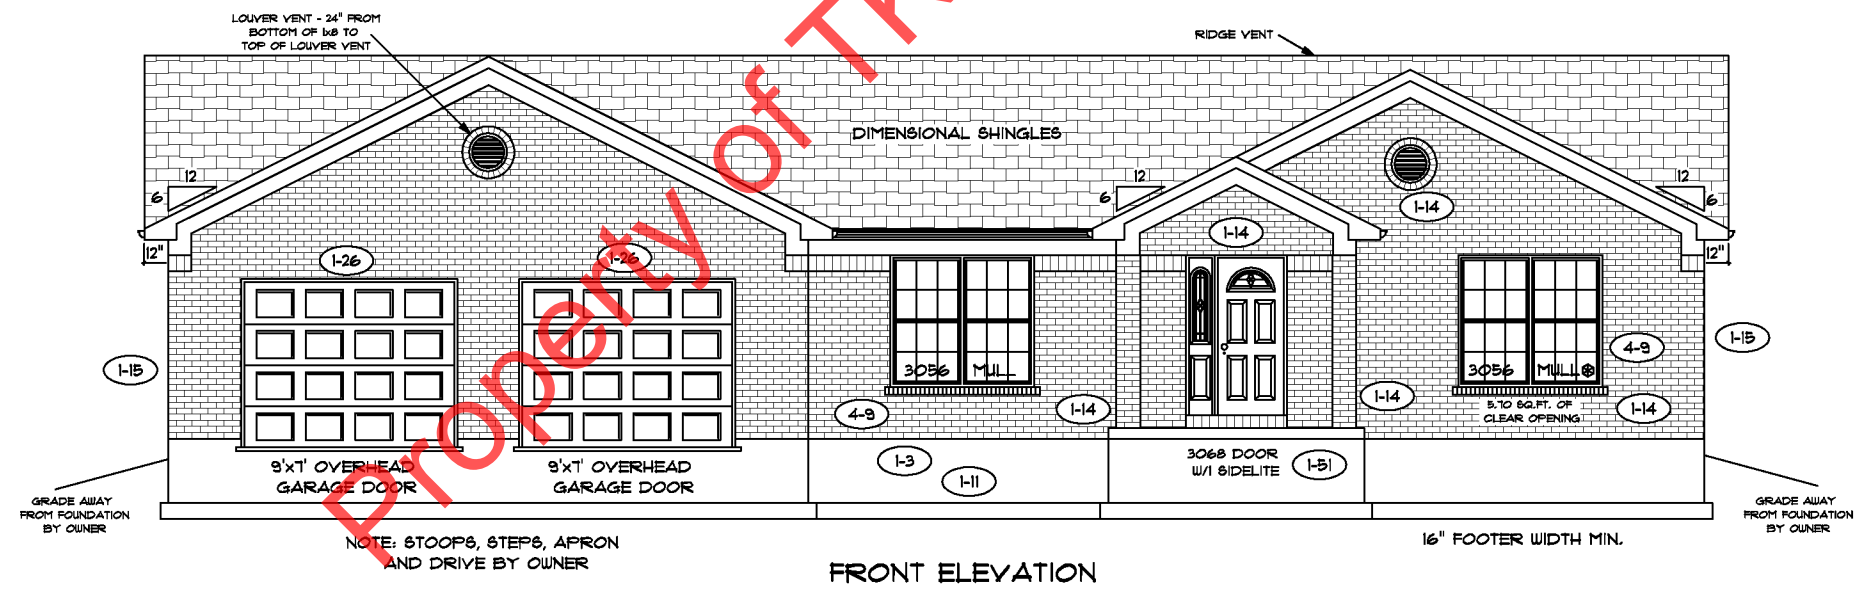 LOUVER VENT - 24" FROM
BOTTOM OF 1x8 TO
TOP OF LOUVER VENT
RIDGE VENT
Property of
DIMENSIONAL SHINGLES
12
6
12
6
12
6
1-14
1-14
12"
12"
1-26
1-26
1-15
1-15
4-9
3056 MULL
3056 MULL
4-9
1-14
1-14
1-14
5.70 SQ.FT. OF
CLEAR OPENING
9'x7' OVERHEAD
GARAGE DOOR
9'x7' OVERHEAD
GARAGE DOOR
1-3
1-11
3068 DOOR
W/1 SIDELITE
1-51
GRADE AWAY
FROM FOUNDATION
BY OWNER
GRADE AWAY
FROM FOUNDATION
BY OWNER
NOTE: STOOPS, STEPS, APRON
AND DRIVE BY OWNER
16" FOOTER WIDTH MIN.
FRONT ELEVATION